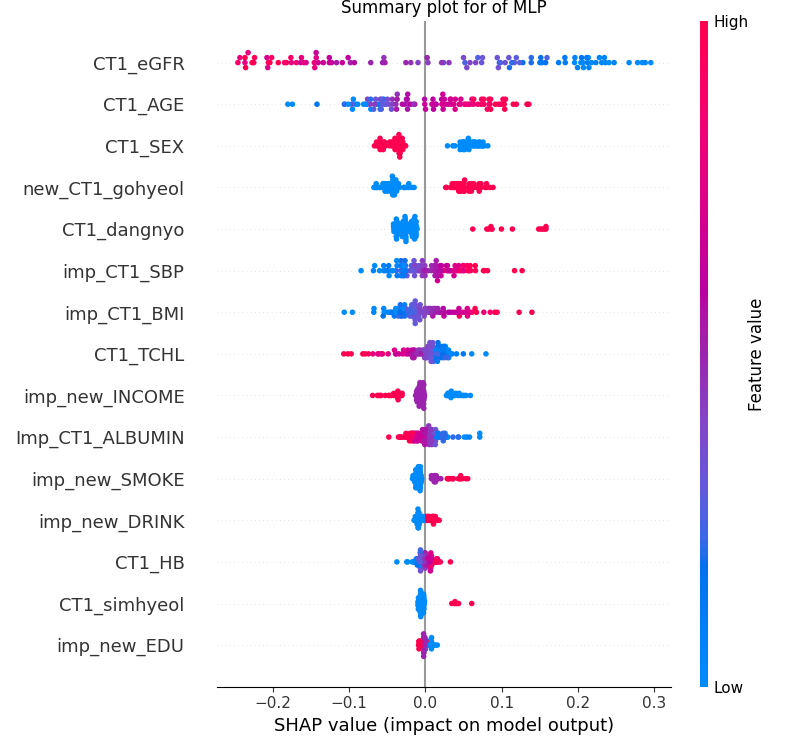 Summary plot for of MLP
High
CT1_eGFR
CT1_AGE
CT1_SEX
new_CT1_gohyeol
CT1_dangnyo
imp_CT1_SBP
imp_CT1_BMI
CT1_TCHL
imp_new_INCOME
Imp_CT1_ALBUMIN
imp_new_SMOKE
imp_new_DRINK
CT1_HB
CT1_simhyeol
imp_new_EDU
Feature value
Low
−0.2 −0.1 0.0 0.1 0.2 0.3
SHAP value (impact on model output)